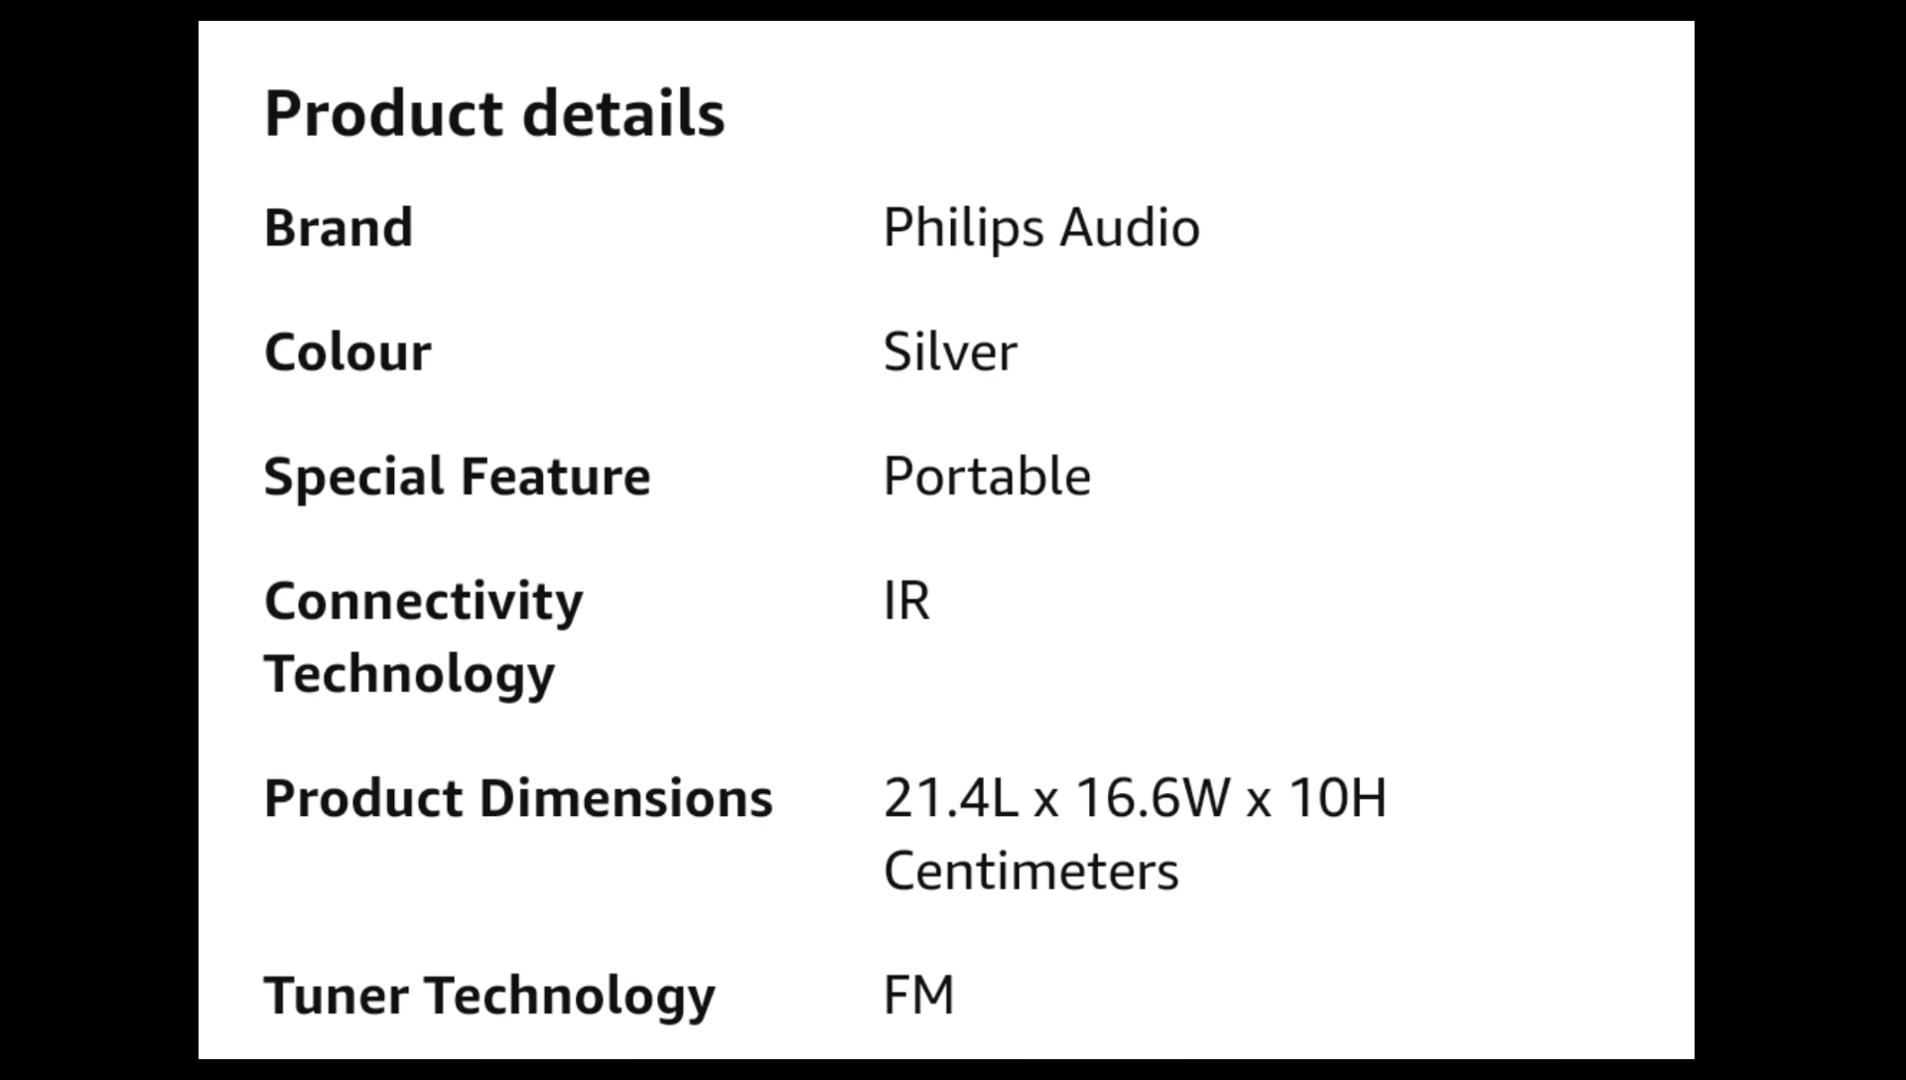 Product details
Brand Philips Audio
Colour Silver
Special Feature Portable
Connectivity IR
Technology
Product Dimensions 21.4L x 16.6W x 10H
Centimeters
Tuner Technology FM